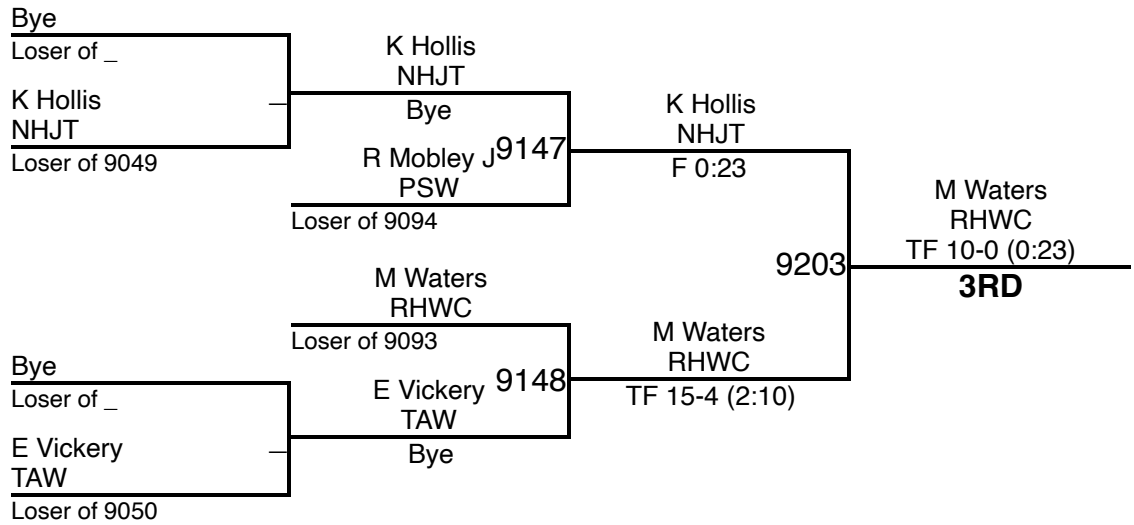 Bye
Loser of _
K Hollis
NHJT
Loser of 9049
_
K Hollis
NHJT
Bye
R Mobley J
PSW
Loser of 9094
9147
K Hollis
NHJT
F 0:23
M Waters
RHWC
Loser of 9093
Bye
Loser of _
E Vickery
TAW
Loser of 9050
_
E Vickery
TAW
Bye
9148
M Waters
RHWC
TF 15-4 (2:10)
9203
M Waters
RHWC
TF 10-0 (0:23)
3RD